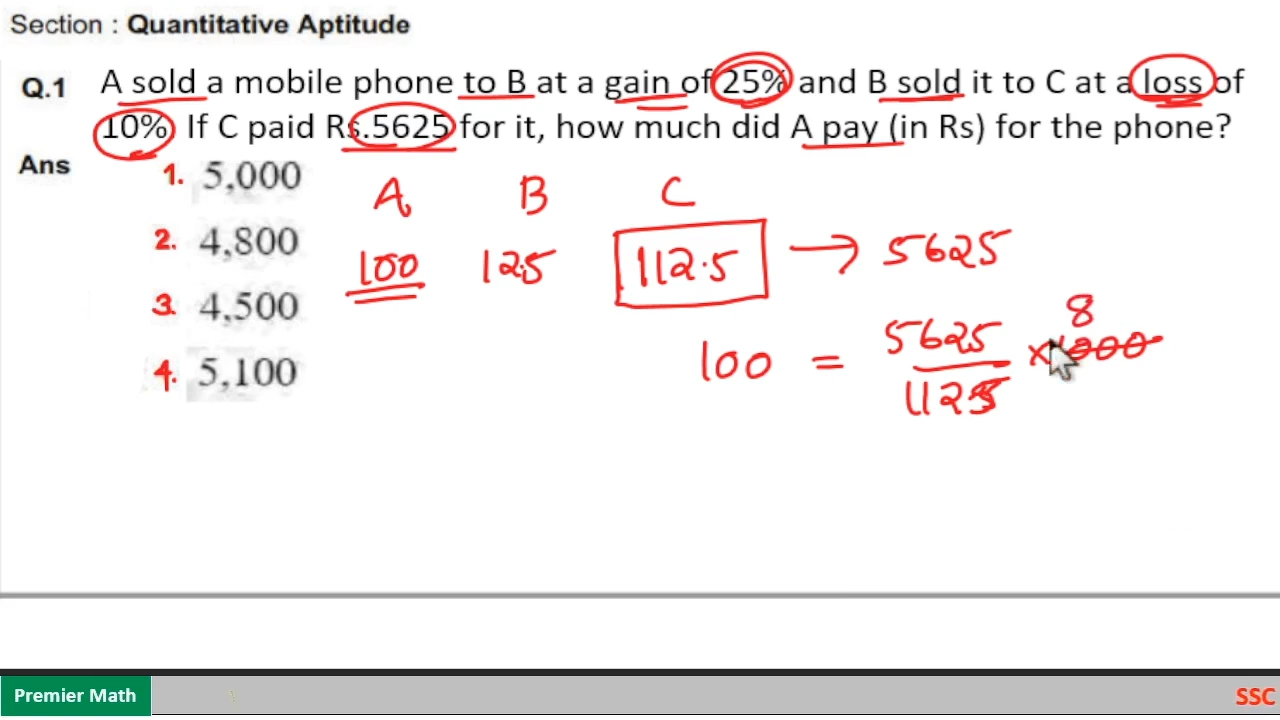 Section : Quantitative Aptitude
Q.1 A sold a mobile phone to B at a gain of 25% and B sold it to C at a loss of
10% If C paid Rs.5625 for it, how much did A pay (in Rs) for the phone?
Ans
1. 5,000
2. 4,800
3. 4,500
4. 5,100
A B C
100 125 112.5 → 5625
8
100 = 5625 × 1000
1125
Premier Math
SSC